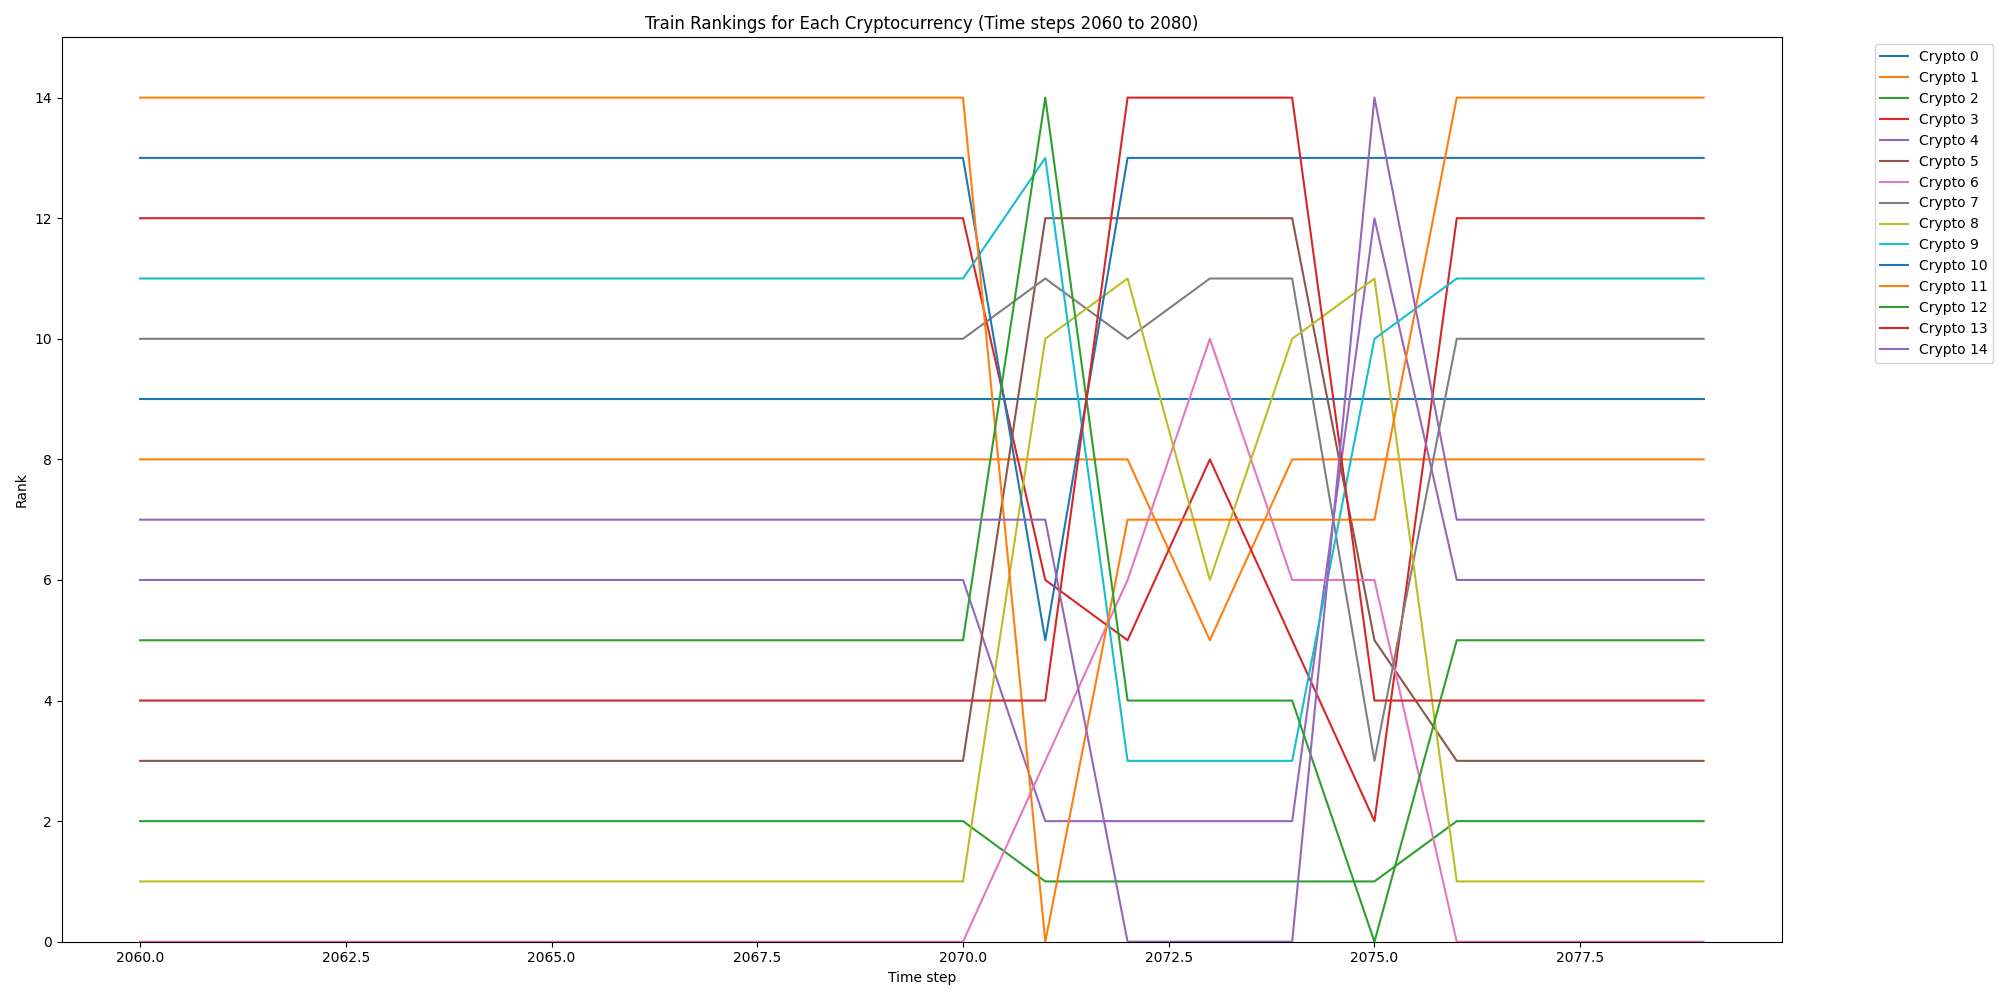 Train Rankings for Each Cryptocurrency (Time steps 2060 to 2080)
Rank
14
12
10
8
6
4
2
0
2060.0
2062.5
2065.0
2067.5
2070.0
2072.5
2075.0
2077.5
Time step
Crypto 0
Crypto 1
Crypto 2
Crypto 3
Crypto 4
Crypto 5
Crypto 6
Crypto 7
Crypto 8
Crypto 9
Crypto 10
Crypto 11
Crypto 12
Crypto 13
Crypto 14